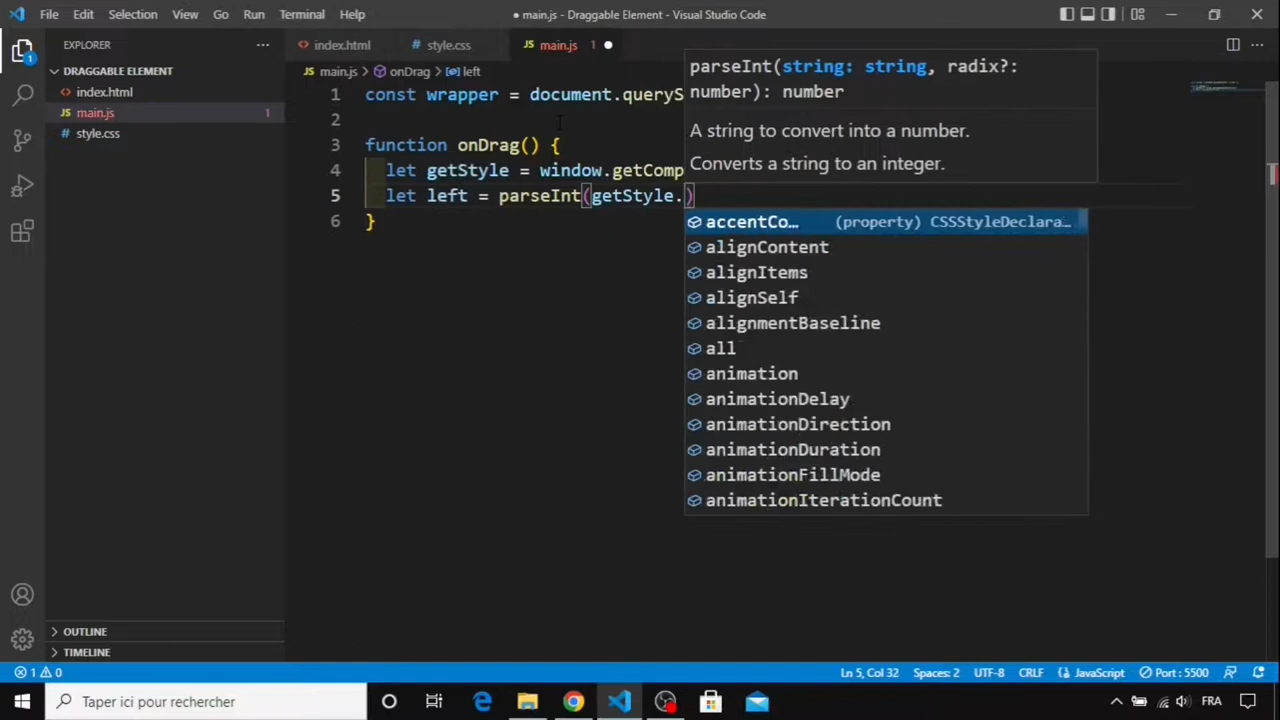 File Edit Selection View Go Run Terminal Help
● main.js - Draggable Element - Visual Studio Code
EXPLORER
DRAGGABLE ELEMENT
index.html
main.js 1
style.css
OUTLINE
TIMELINE
1
index.html style.css JS main.js 1
JS main.js > onDrag > left
1 const wrapper = document.queryS
2
3 function onDrag() {
4 let getStyle = window.getComp
5 let left = parseInt(getStyle.)
6 }
parseInt(string: string, radix?:
number): number
A string to convert into a number.
Converts a string to an integer.
accentCo… (property) CSSStyleDeclara…
alignContent
alignItems
alignSelf
alignmentBaseline
all
animation
animationDelay
animationDirection
animationDuration
animationFillMode
animationIterationCount
1 0
Ln 5, Col 32 Spaces: 2 UTF-8 CRLF {} JavaScript Port : 5500
Taper ici pour rechercher
FRA